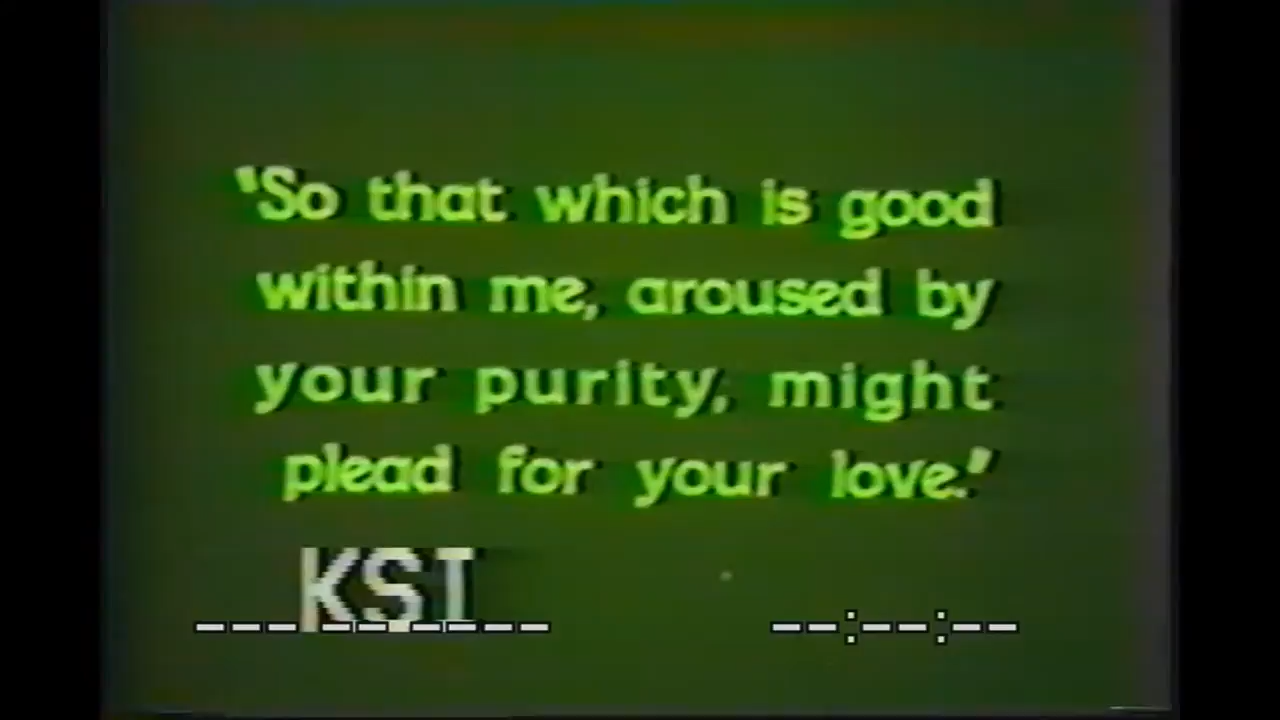 "So that which is good
within me, aroused by
your purity, might
plead for your love."
KSI
--- -- -- ---- --:--:--